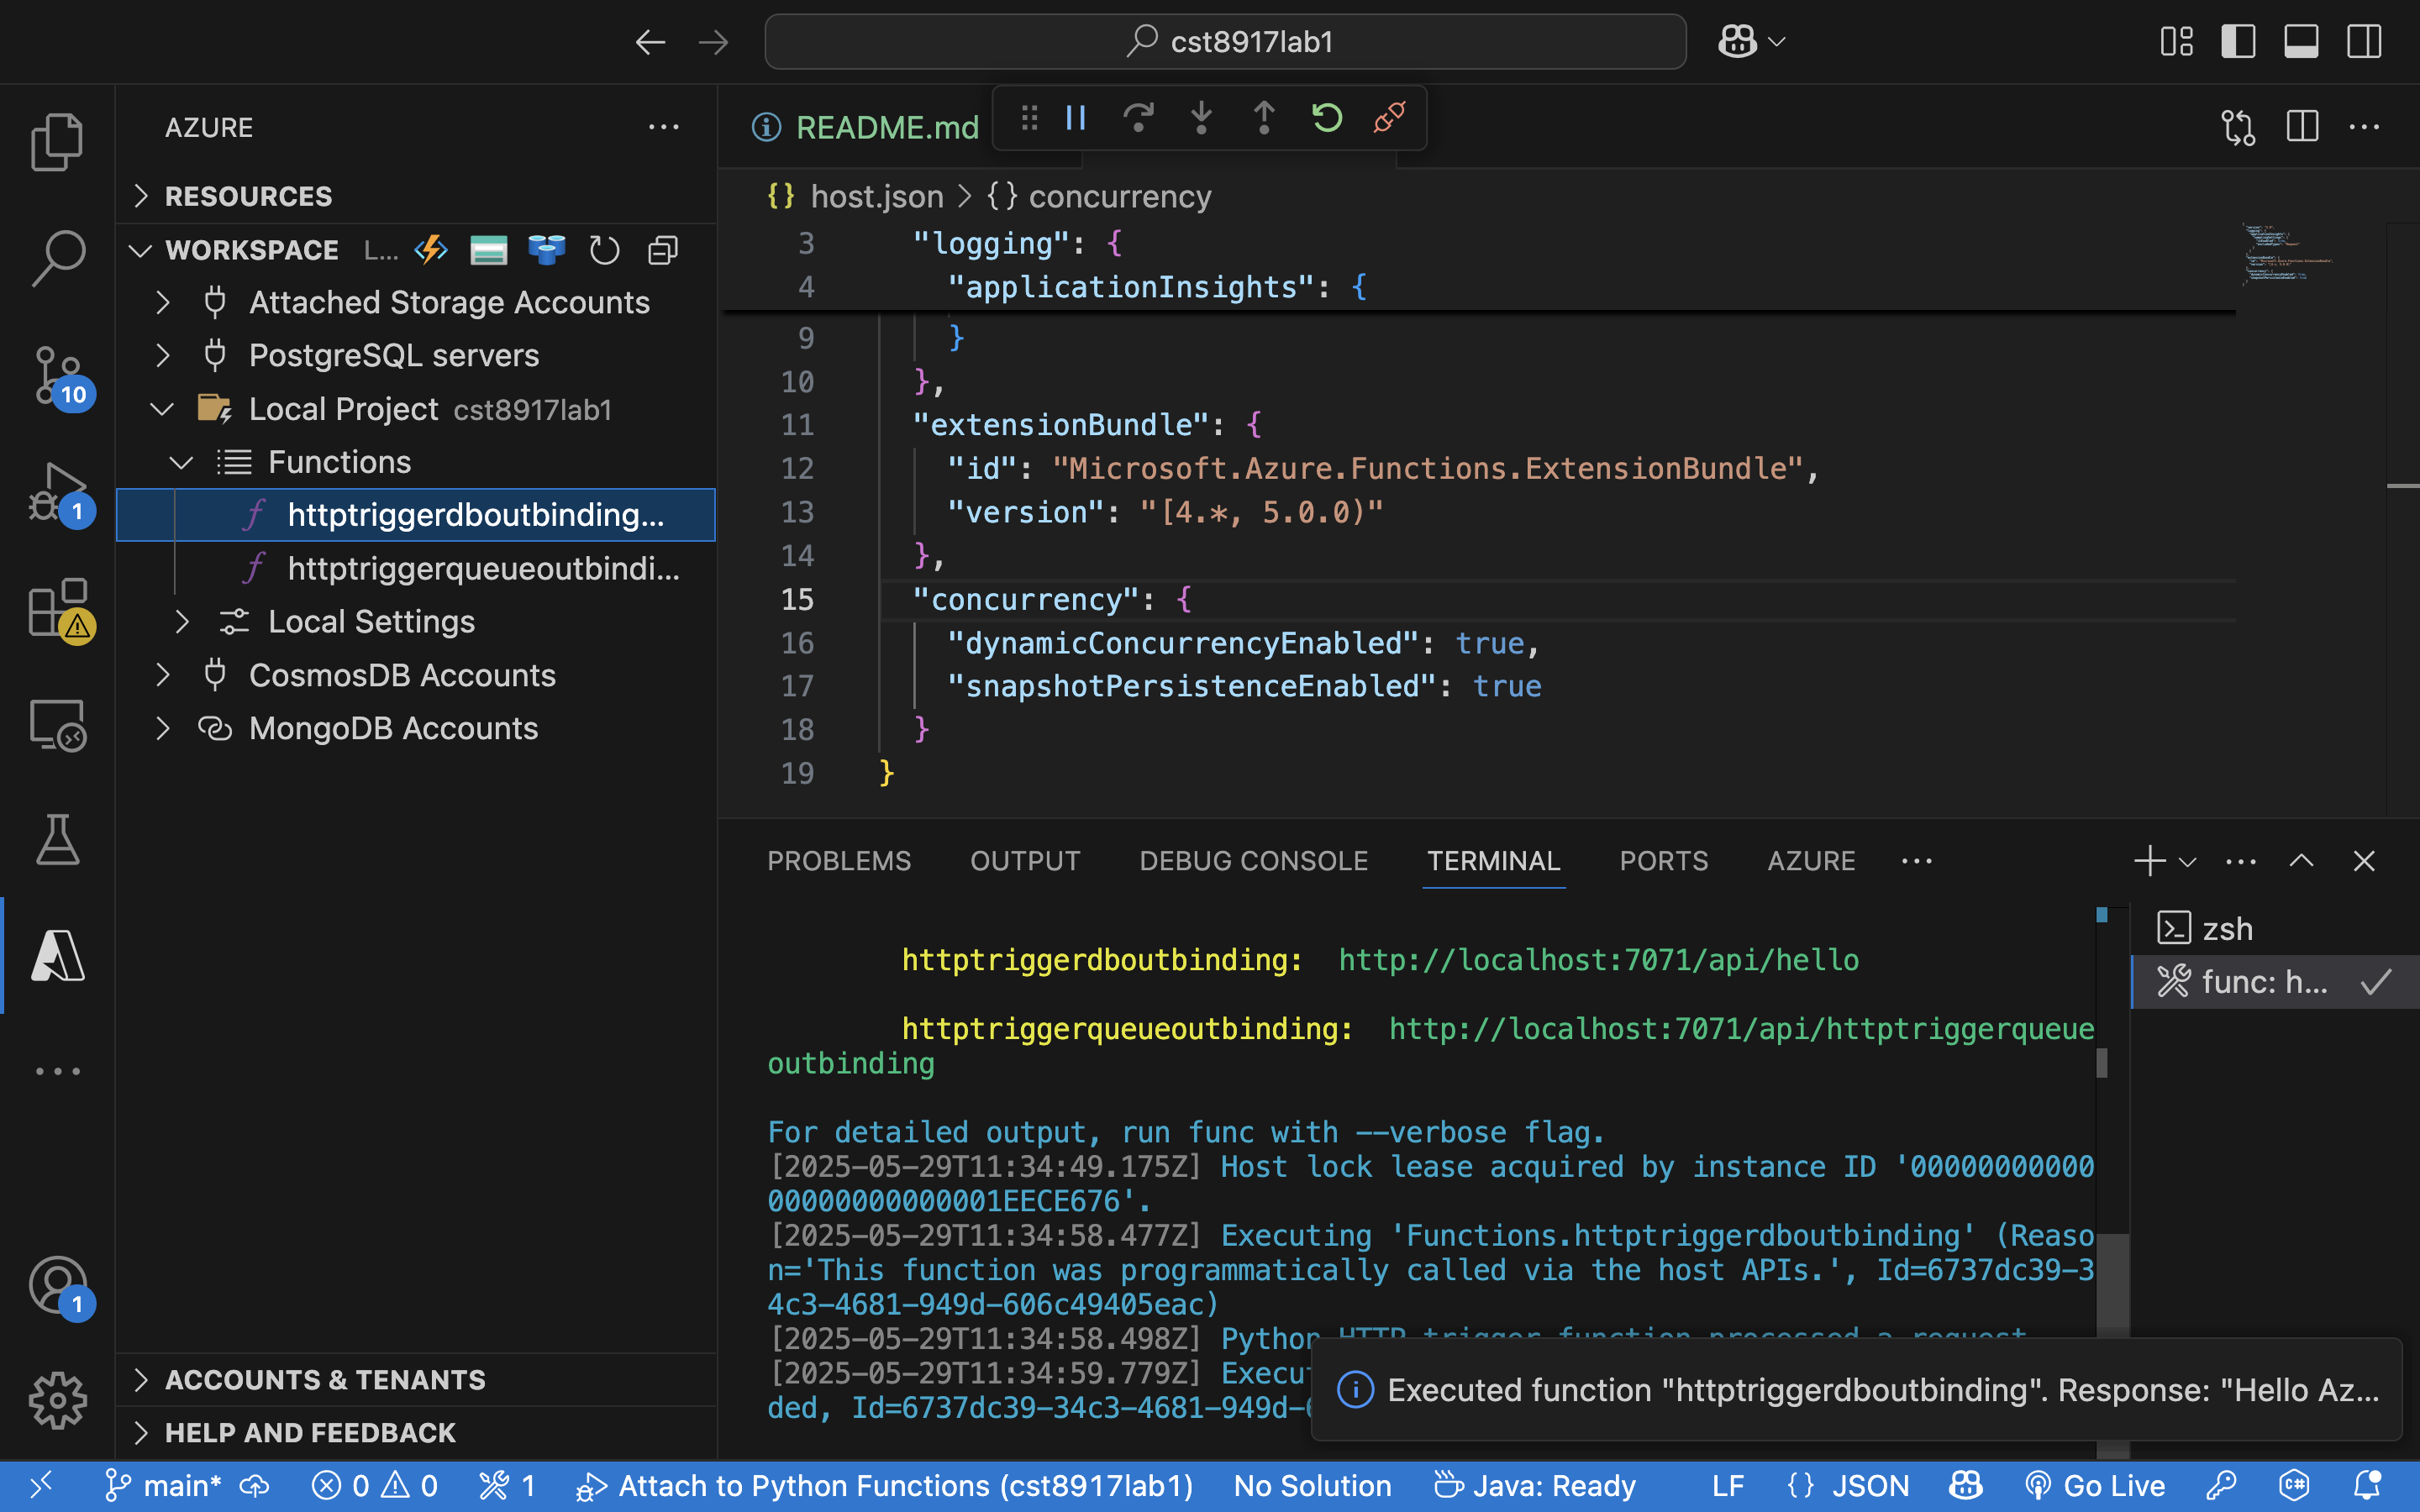 cst8917lab1
AZURE
RESOURCES
WORKSPACE L...
Attached Storage Accounts
PostgreSQL servers
Local Project cst8917lab1
Functions
httptriggerdboutbinding...
httptriggerqueueoutbindi...
Local Settings
CosmosDB Accounts
MongoDB Accounts
ACCOUNTS & TENANTS
HELP AND FEEDBACK
10
1
1
README.md
{} host.json > {} concurrency
3 "logging": {
4 "applicationInsights": {
9 }
10 },
11 "extensionBundle": {
12 "id": "Microsoft.Azure.Functions.ExtensionBundle",
13 "version": "[4.*, 5.0.0)"
14 },
15 "concurrency": {
16 "dynamicConcurrencyEnabled": true,
17 "snapshotPersistenceEnabled": true
18 }
19 }
PROBLEMS OUTPUT DEBUG CONSOLE TERMINAL PORTS AZURE
httptriggerdboutbinding: http://localhost:7071/api/hello
httptriggerqueueoutbinding: http://localhost:7071/api/httptriggerqueue
outbinding
For detailed output, run func with --verbose flag.
[2025-05-29T11:34:49.175Z] Host lock lease acquired by instance ID '00000000000
00000000000001EECE676'.
[2025-05-29T11:34:58.477Z] Executing 'Functions.httptriggerdboutbinding' (Reaso
n='This function was programmatically called via the host APIs.', Id=6737dc39-3
4c3-4681-949d-606c49405eac)
[2025-05-29T11:34:58.498Z] Python HTTP trigger function processed a request
[2025-05-29T11:34:59.779Z] Execu
ded, Id=6737dc39-34c3-4681-949d-
zsh
func: h...
Executed function "httptriggerdboutbinding". Response: "Hello Az...
main* 0 0 1 Attach to Python Functions (cst8917lab1) No Solution Java: Ready LF {} JSON Go Live